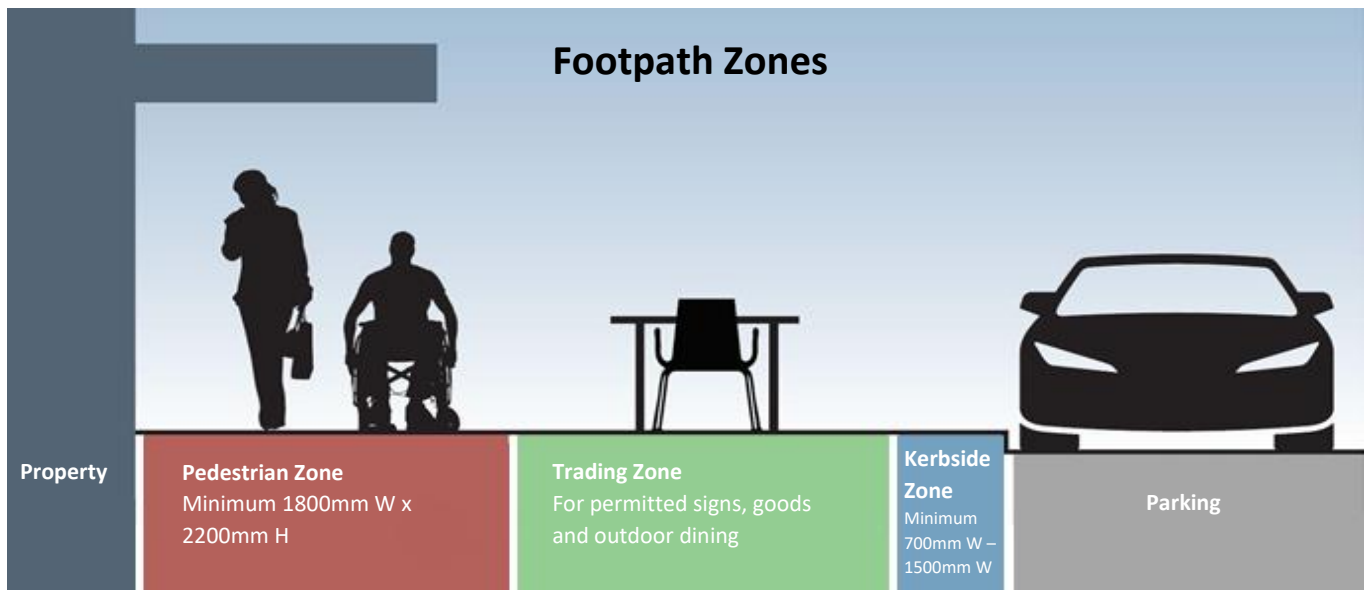 Footpath Zones
Property
Pedestrian Zone
Minimum 1800mm W x
2200mm H
Trading Zone
For permitted signs, goods
and outdoor dining
Kerbside
Zone
Minimum
700mm W –
1500mm W
Parking